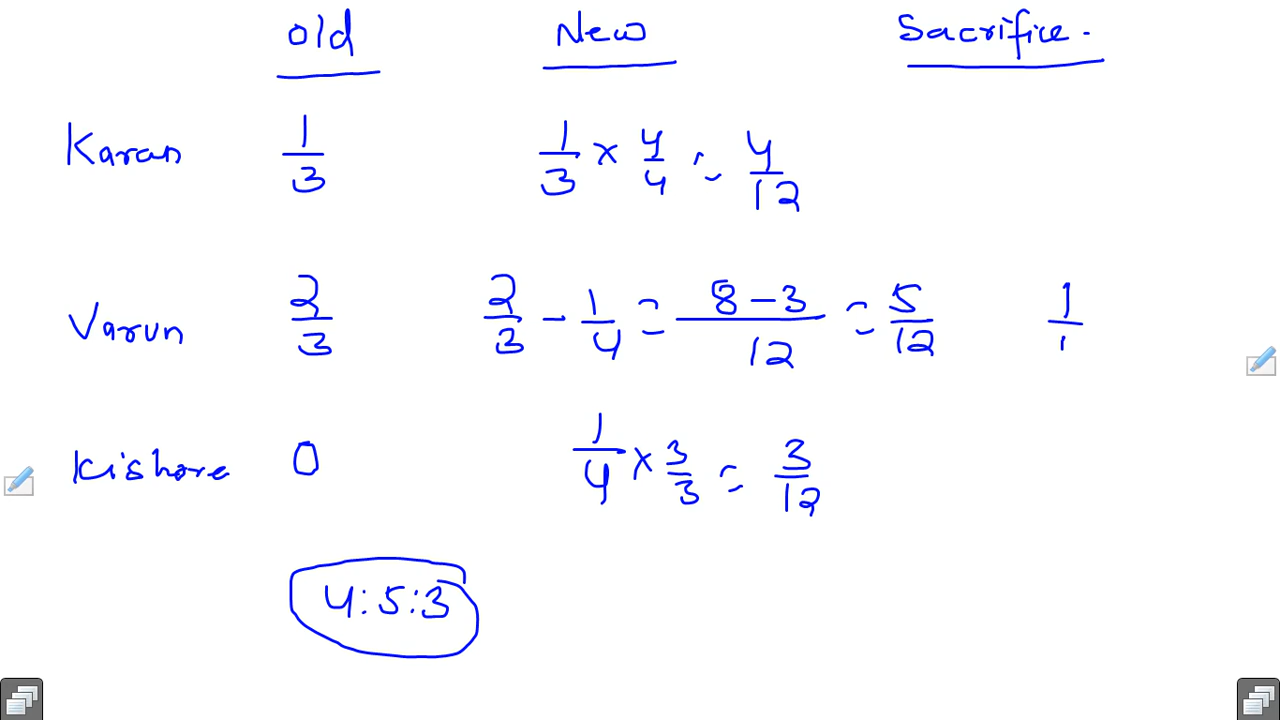 Old New Sacrifice.
Karan 1/3 1/3 × 4/4 = 4/12
Varun 2/3 2/3 - 1/4 = 8-3/12 = 5/12 1/
Kishore 0 1/4 × 3/3 = 3/12
4:5:3